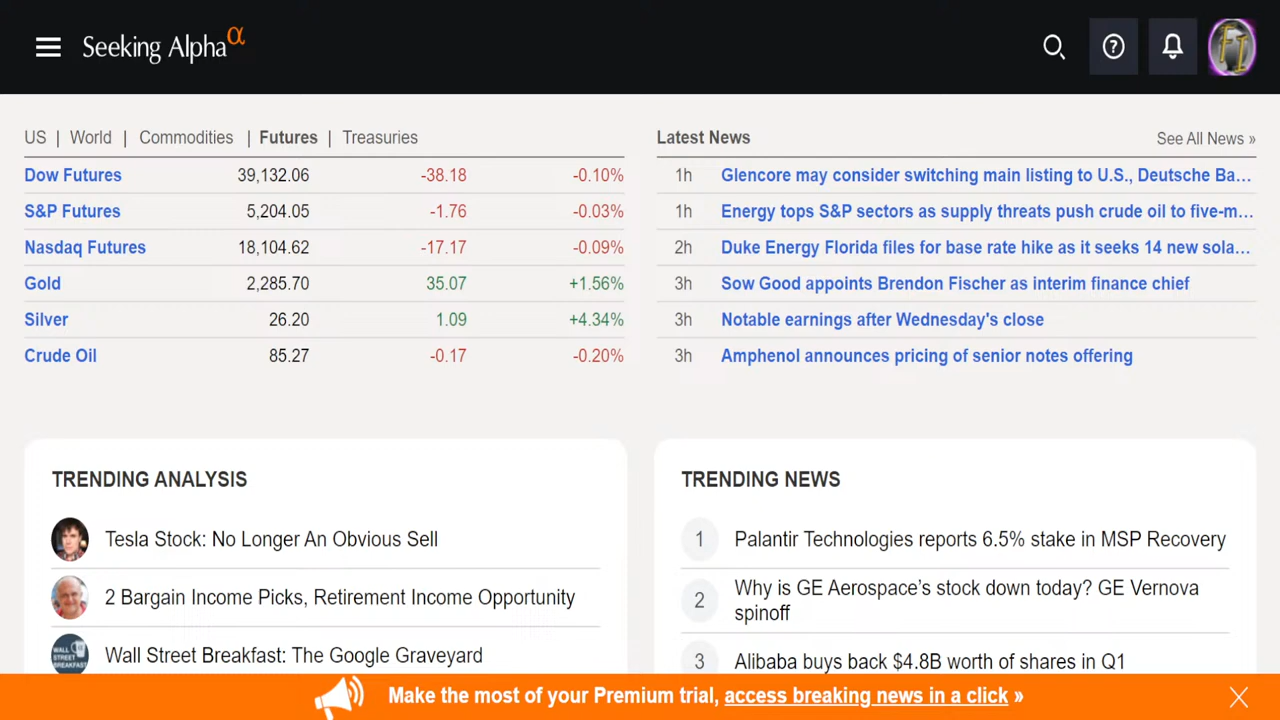 Seeking Alphaα
US | World | Commodities | Futures | Treasuries
Dow Futures 39,132.06 -38.18 -0.10%
S&P Futures 5,204.05 -1.76 -0.03%
Nasdaq Futures 18,104.62 -17.17 -0.09%
Gold 2,285.70 35.07 +1.56%
Silver 26.20 1.09 +4.34%
Crude Oil 85.27 -0.17 -0.20%
Latest News See All News »
1h Glencore may consider switching main listing to U.S., Deutsche Ba...
1h Energy tops S&P sectors as supply threats push crude oil to five-m...
2h Duke Energy Florida files for base rate hike as it seeks 14 new sola...
3h Sow Good appoints Brendon Fischer as interim finance chief
3h Notable earnings after Wednesday's close
3h Amphenol announces pricing of senior notes offering
TRENDING ANALYSIS
Tesla Stock: No Longer An Obvious Sell
2 Bargain Income Picks, Retirement Income Opportunity
WALL
STREET
BREAKFAST
Wall Street Breakfast: The Google Graveyard
TRENDING NEWS
1 Palantir Technologies reports 6.5% stake in MSP Recovery
2 Why is GE Aerospace’s stock down today? GE Vernova
spinoff
3 Alibaba buys back $4.8B worth of shares in Q1
Make the most of your Premium trial, access breaking news in a click »